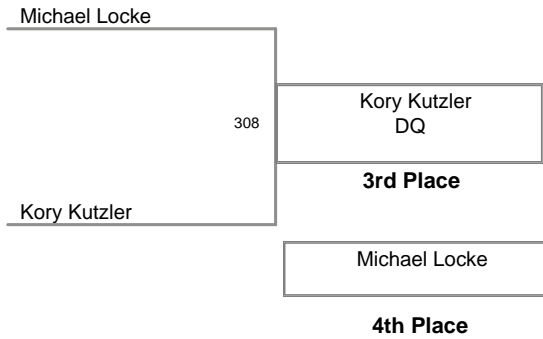 Michael Locke
308
Kory Kutzler
DQ
3rd Place
Kory Kutzler
Michael Locke
4th Place